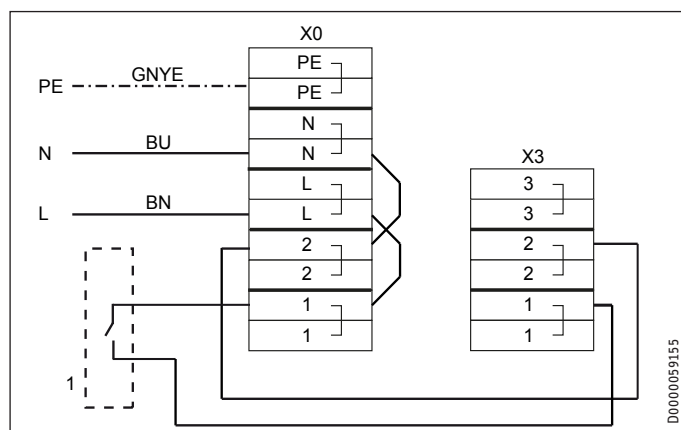 X0
PE
PE GNYE PE
N
N BU N
X3
L 3
L BN L 3
2 2
2 2
1 1
1 1
1
D0000059155